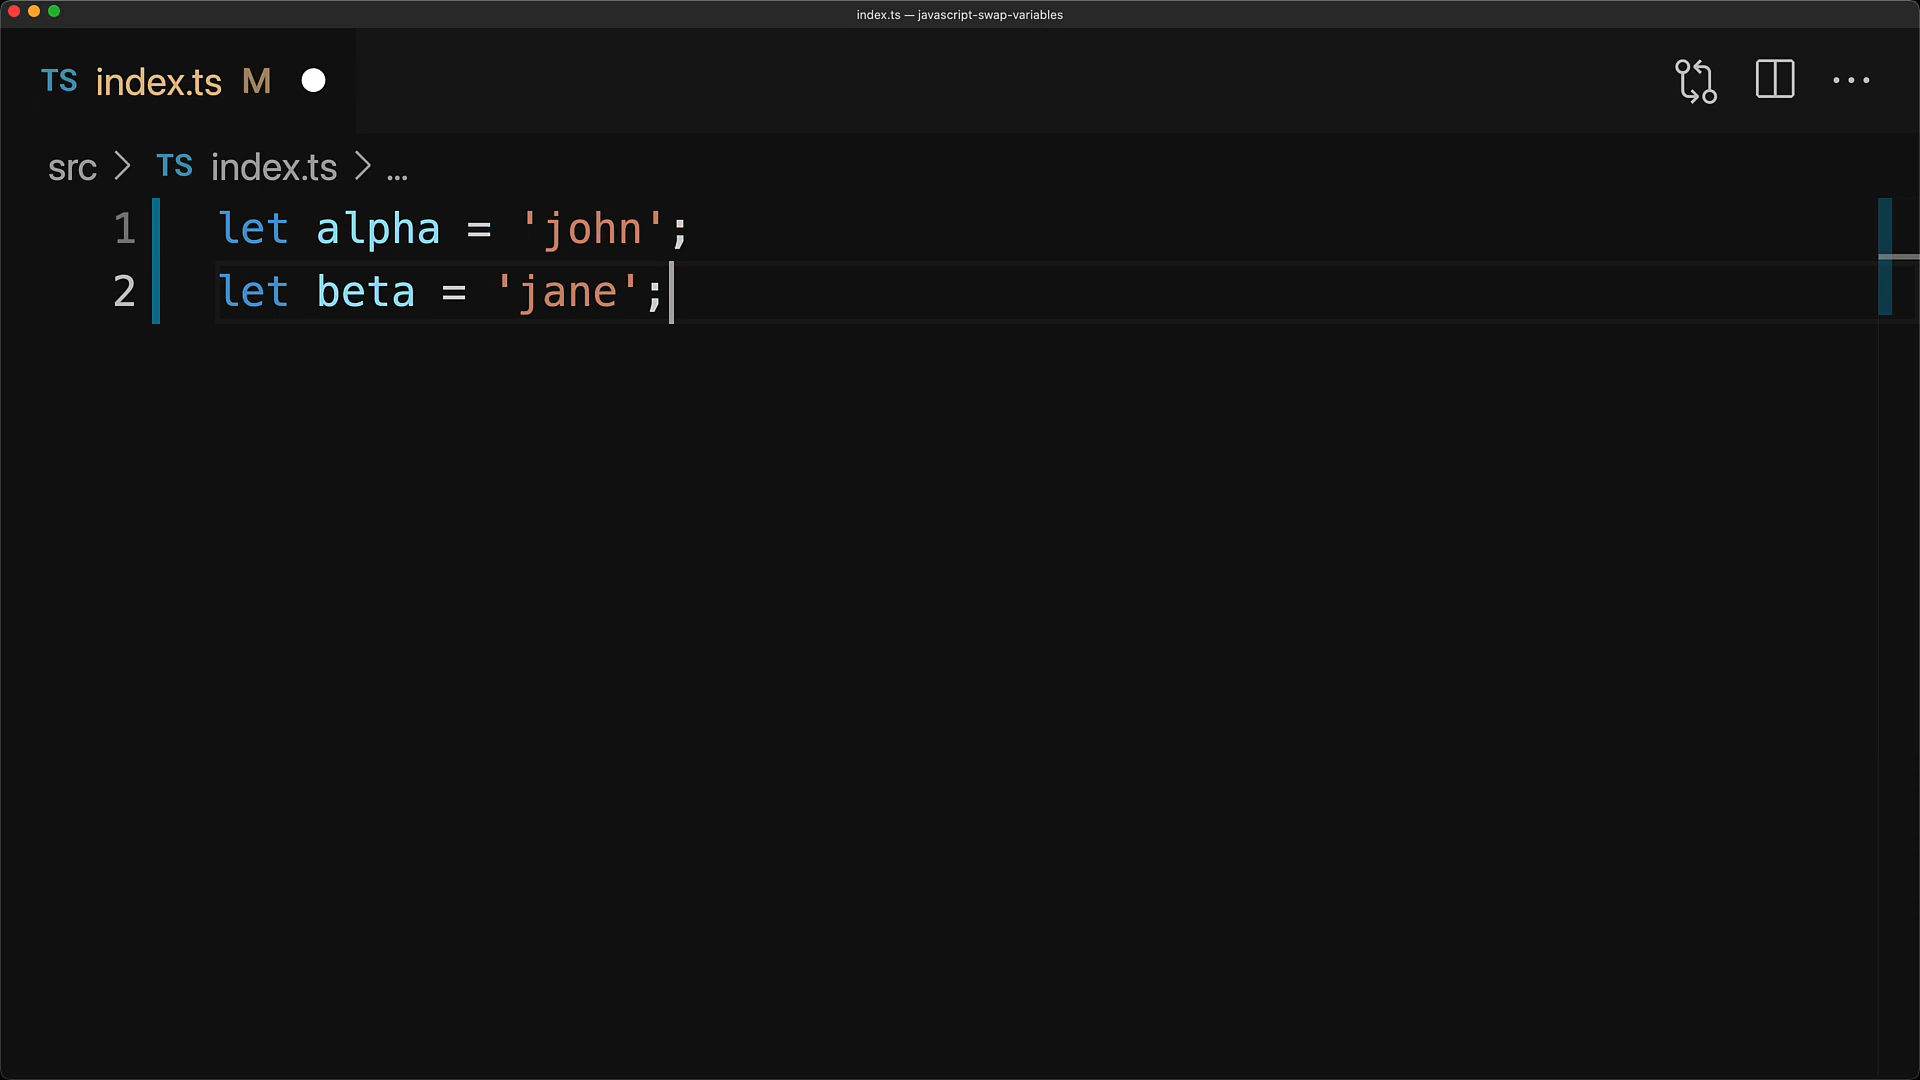 index.ts — javascript-swap-variables
TS index.ts M
src > TS index.ts > ...
1 let alpha = 'john';
2 let beta = 'jane';